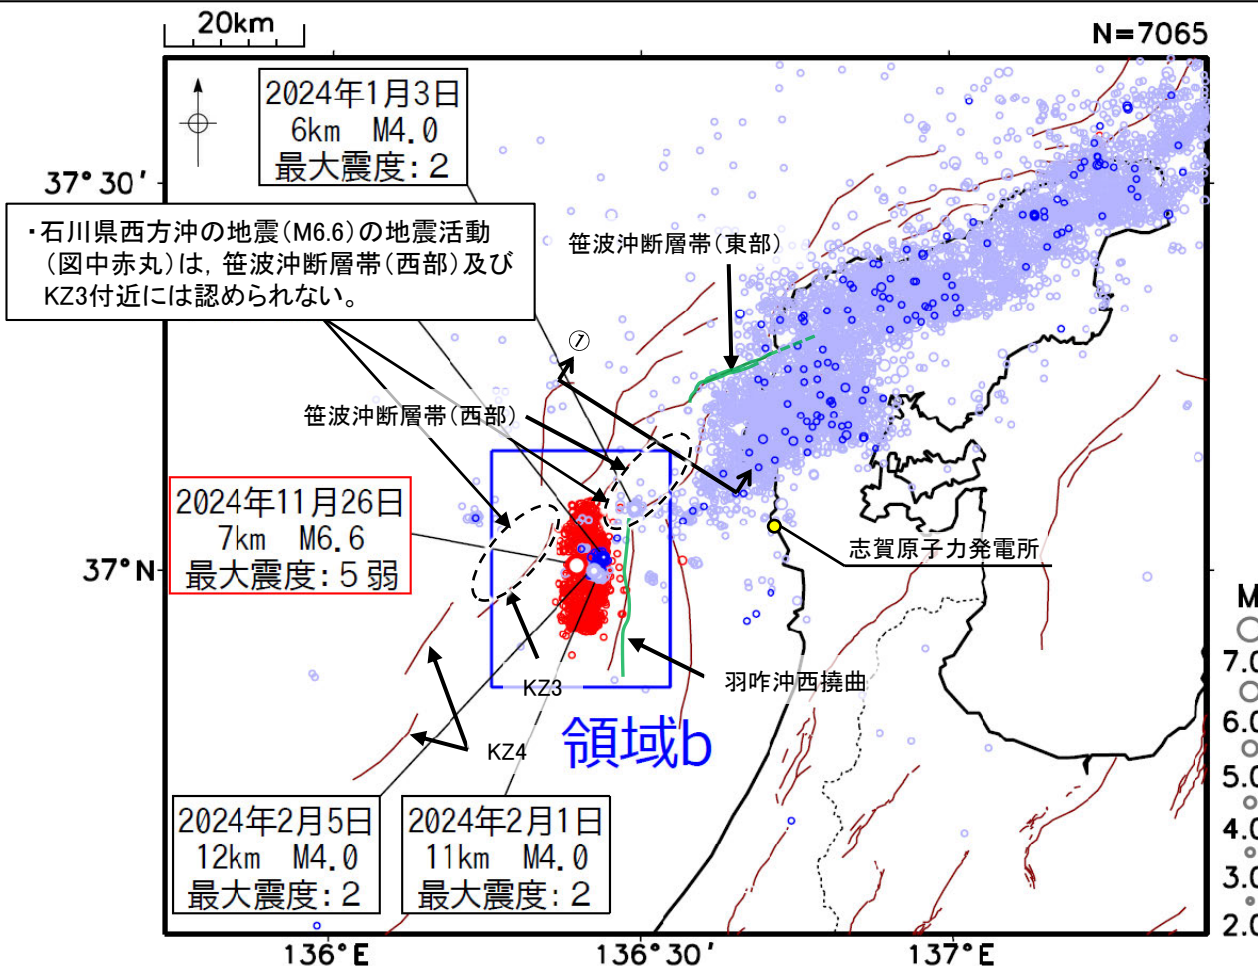 20km
N=7065
2024年1月3日
6km M4.0
最大震度:2
37°30′
・石川県西方沖の地震(M6.6)の地震活動
(図中赤丸)は,笹波沖断層帯(西部)及び
KZ3付近には認められない。
笹波沖断層帯(東部)
①
笹波沖断層帯(西部)
2024年11月26日
7km M6.6
最大震度:5弱
37°N
志賀原子力発電所
羽咋沖西撓曲
KZ3
KZ4
領域b
M
7.0
6.0
5.0
4.0
3.0
2.0
2024年2月5日
12km M4.0
最大震度:2
2024年2月1日
11km M4.0
最大震度:2
136°E
136°30′
137°E